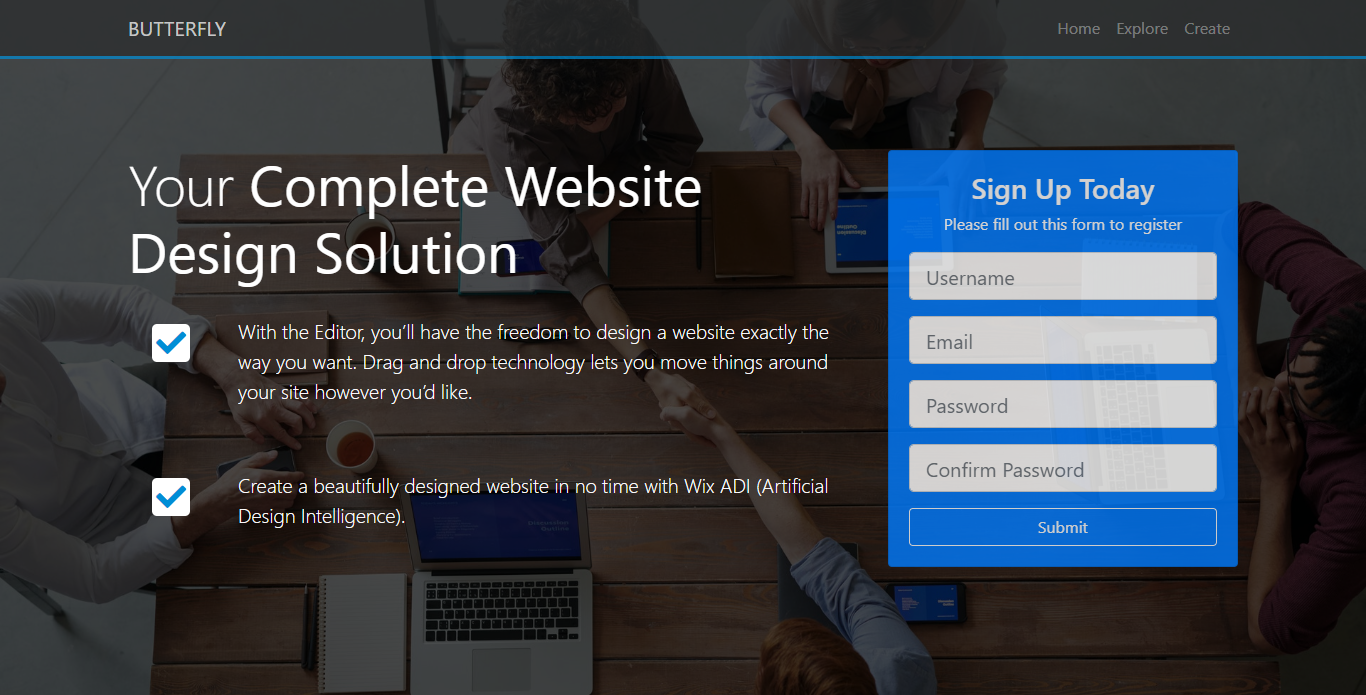 BUTTERFLY
Home Explore Create
Your Complete Website
Design Solution
With the Editor, you’ll have the freedom to design a website exactly the
way you want. Drag and drop technology lets you move things around
your site however you’d like.
Create a beautifully designed website in no time with Wix ADI (Artificial
Design Intelligence).
Sign Up Today
Please fill out this form to register
Username
Email
Password
Confirm Password
Submit